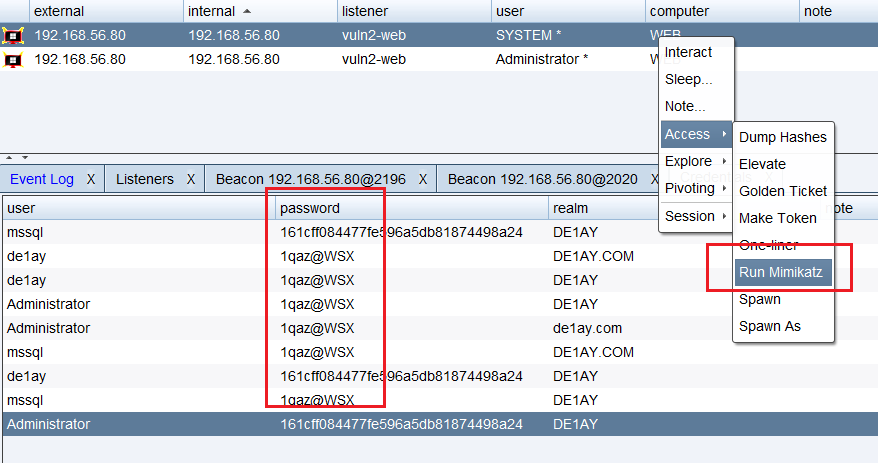 external internal listener user computer note
192.168.56.80 192.168.56.80 vuln2-web SYSTEM * WEB
192.168.56.80 192.168.56.80 vuln2-web Administrator *
Interact
Sleep...
Note...
Access
Explore
Pivoting
Session
Dump Hashes
Elevate
Golden Ticket
Make Token
One-liner
Run Mimikatz
Spawn
Spawn As
Event Log X Listeners X Beacon 192.168.56.80@2196 X Beacon 192.168.56.80@2020 X
user password realm
mssql 161cff084477fe596a5db81874498a24 DE1AY
de1ay 1qaz@WSX DE1AY.COM
de1ay 1qaz@WSX DE1AY
Administrator 1qaz@WSX DE1AY
Administrator 1qaz@WSX de1ay.com
mssql 1qaz@WSX DE1AY.COM
de1ay 161cff084477fe596a5db81874498a24 DE1AY
mssql 1qaz@WSX DE1AY
Administrator 161cff084477fe596a5db81874498a24 DE1AY